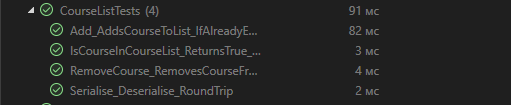 CourseListTests (4) 91 мс
Add_AddsCourseToList_IfAlreadyE... 82 мс
IsCourseInCourseList_ReturnsTrue_... 3 мс
RemoveCourse_RemovesCourseFr... 4 мс
Serialise_Deserialise_RoundTrip 2 мс